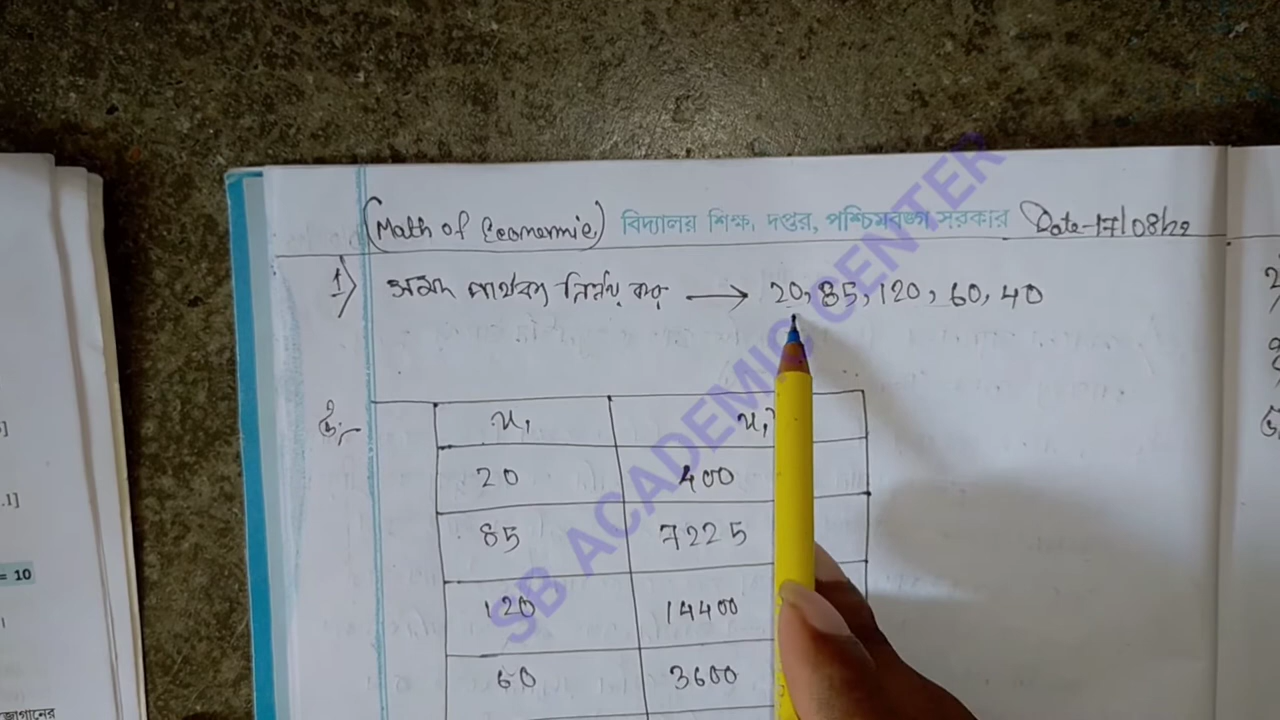 (Math of Economic) বিদ্যালয় শিক্ষা দপ্তর, পশ্চিমবঙ্গ সরকার Date-17/08/22
1) সমক পার্থক্য নির্ণয় কর → 20, 85, 120, 60, 40
উঃ-
x₁
20 400
85 7225
120 14400
60 3600
SB ACADEMIC CENTER
]
.1]
= 10